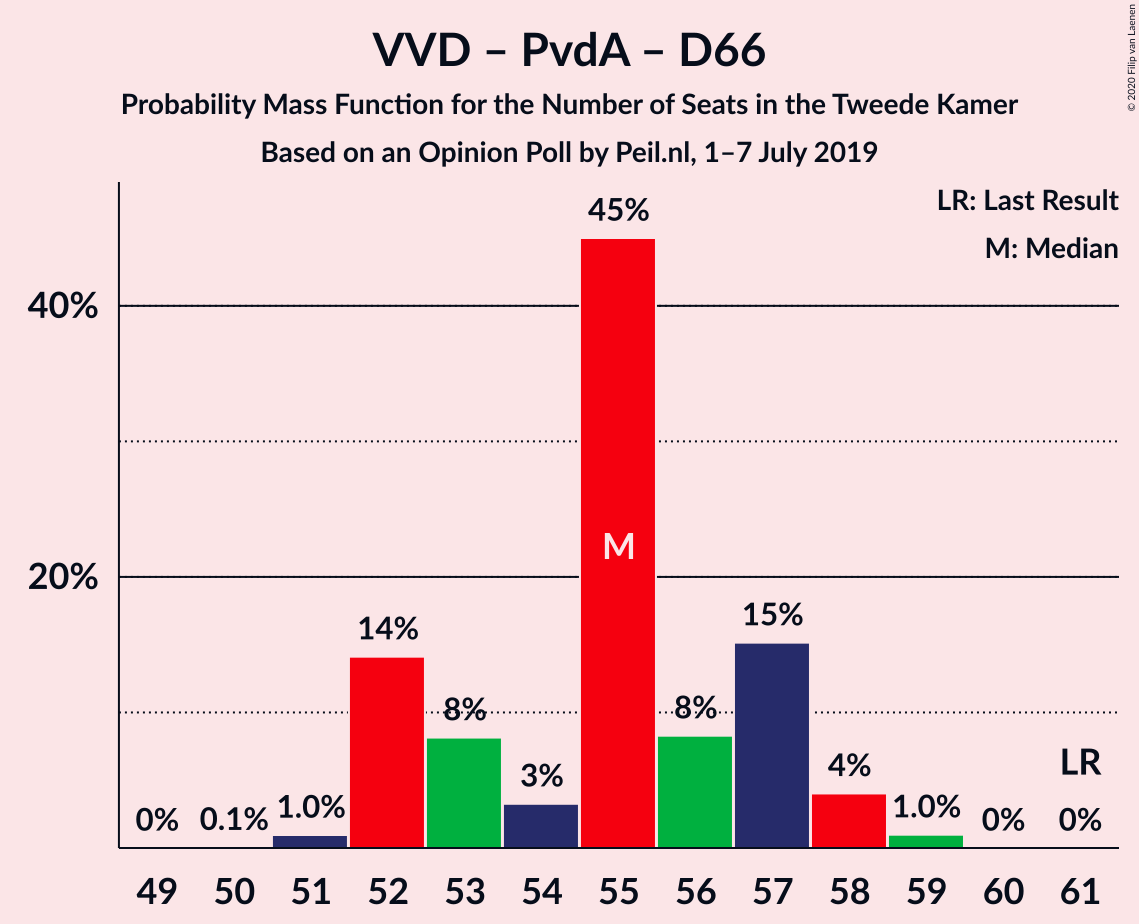 VVD – PvdA – D66
Probability Mass Function for the Number of Seats in the Tweede Kamer
Based on an Opinion Poll by Peil.nl, 1–7 July 2019
© 2020 Filip van Laenen
LR: Last Result
M: Median
40%
20%
0%
0.1%
1.0%
14%
8%
3%
45%
M
8%
15%
4%
1.0%
0%
LR
0%
49 50 51 52 53 54 55 56 57 58 59 60 61